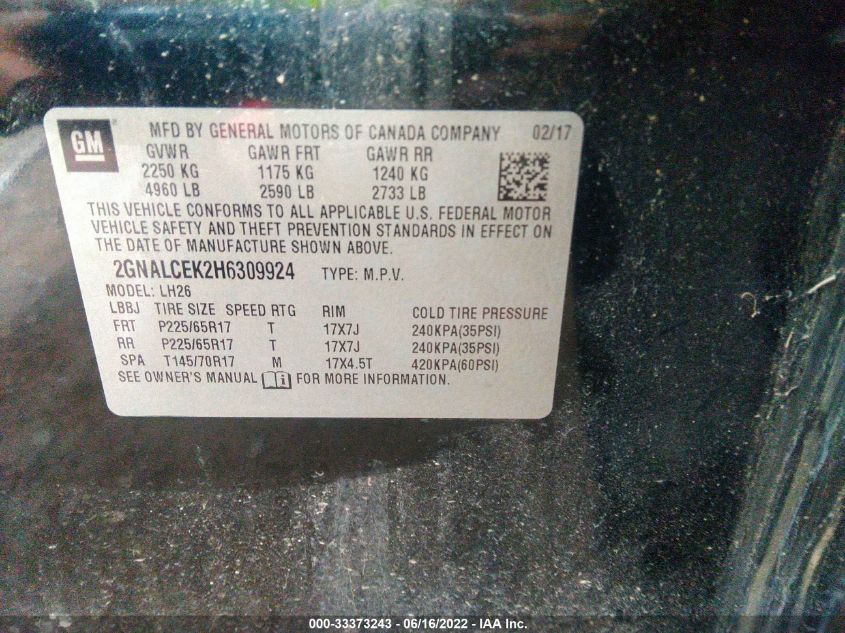 GM
MFD BY GENERAL MOTORS OF CANADA COMPANY 02/17
GVWR GAWR FRT GAWR RR
2250 KG 1175 KG 1240 KG
4960 LB 2590 LB 2733 LB
THIS VEHICLE CONFORMS TO ALL APPLICABLE U.S. FEDERAL MOTOR
VEHICLE SAFETY AND THEFT PREVENTION STANDARDS IN EFFECT ON
THE DATE OF MANUFACTURE SHOWN ABOVE.
2GNALCEK2H6309924 TYPE: M.P.V.
MODEL: LH26
LBBJ TIRE SIZE SPEED RTG RIM COLD TIRE PRESSURE
FRT P225/65R17 T 17X7J 240KPA(35PSI)
RR P225/65R17 T 17X7J 240KPA(35PSI)
SPA T145/70R17 M 17X4.5T 420KPA(60PSI)
SEE OWNER'S MANUAL FOR MORE INFORMATION.
000-33373243 - 06/16/2022 - IAA Inc.